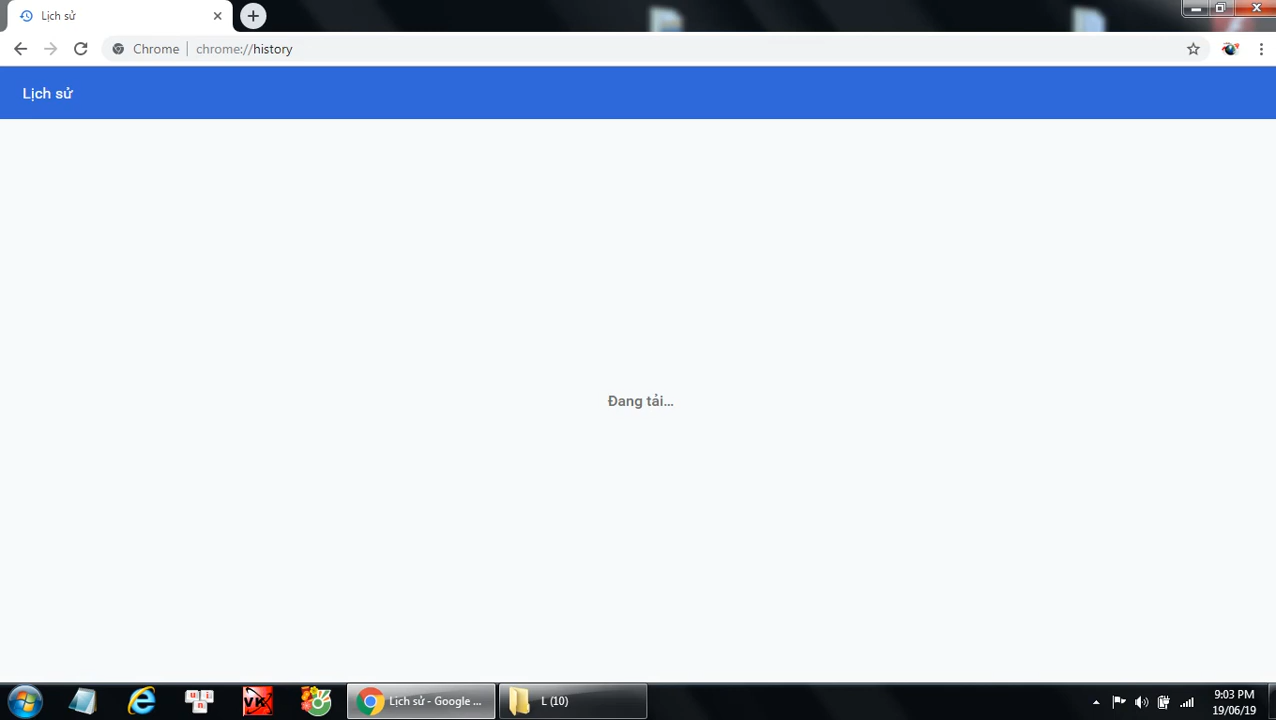 Lịch sử
Chrome | chrome://history
Lịch sử
Đang tải...
u i n
VK
Lịch sử - Google ...
L (10)
9:03 PM
19/06/19